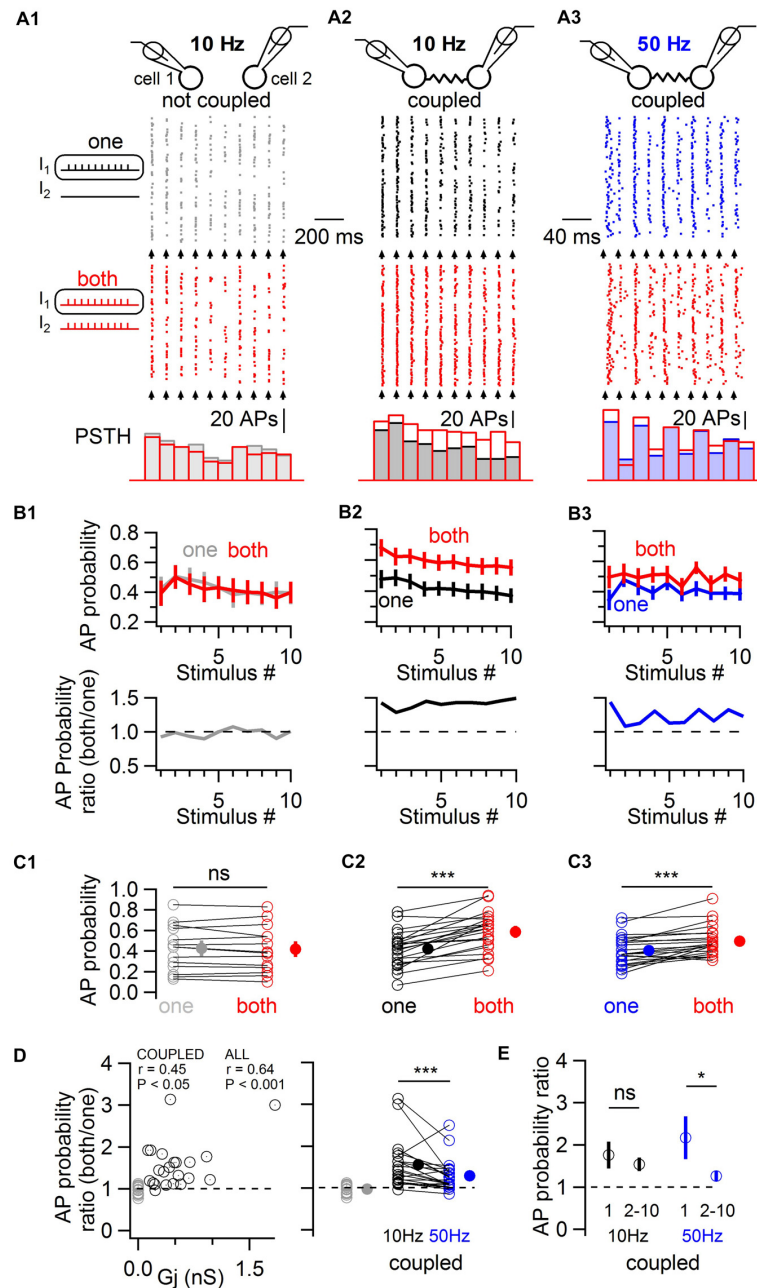 A1
10 Hz
cell 1
cell 2
not coupled
A2
10 Hz
coupled
A3
50 Hz
coupled
one
I1
I2
200 ms
40 ms
both
I1
I2
20 APs
20 APs
20 APs
PSTH
B1
AP probability
0.8
0.6
0.4
0.2
one
both
5
10
Stimulus #
B2
both
one
5
10
Stimulus #
B3
both
one
5
10
Stimulus #
AP Probability
ratio (both/one)
1.5
1.0
0.5
5
10
Stimulus #
5
10
Stimulus #
5
10
Stimulus #
C1
AP probability
1.0
0.8
0.6
0.4
0.2
0.0
ns
one
both
C2
***
one
both
C3
***
one
both
D
AP probability
ratio (both/one)
4
3
2
1
0
COUPLED
r = 0.45
P < 0.05
ALL
r = 0.64
P < 0.001
0.0
1.5
Gj (nS)
***
10Hz
50Hz
coupled
E
AP probability ratio
4
3
2
1
ns
*
1
2-10
1
2-10
10Hz
50Hz
coupled